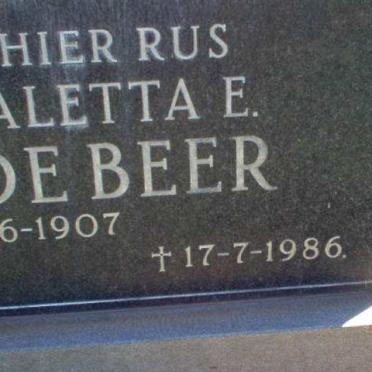 HIER RUS
ALETTA E.
DE BEER
6-1907
†17-7-1986.